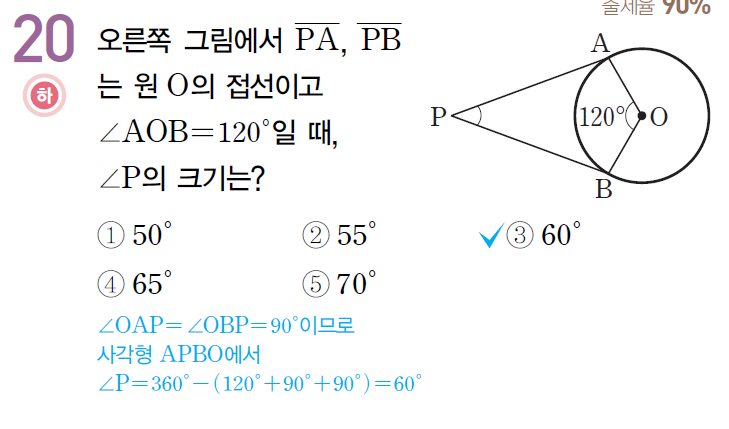 출제율 90%
20
하
오른쪽 그림에서 PA, PB
는 원 O의 접선이고
∠AOB=120°일 때,
∠P의 크기는?
A
P
120°
O
B
① 50°
② 55°
③ 60°
④ 65°
⑤ 70°
∠OAP=∠OBP=90°이므로
사각형 APBO에서
∠P=360°-(120°+90°+90°)=60°